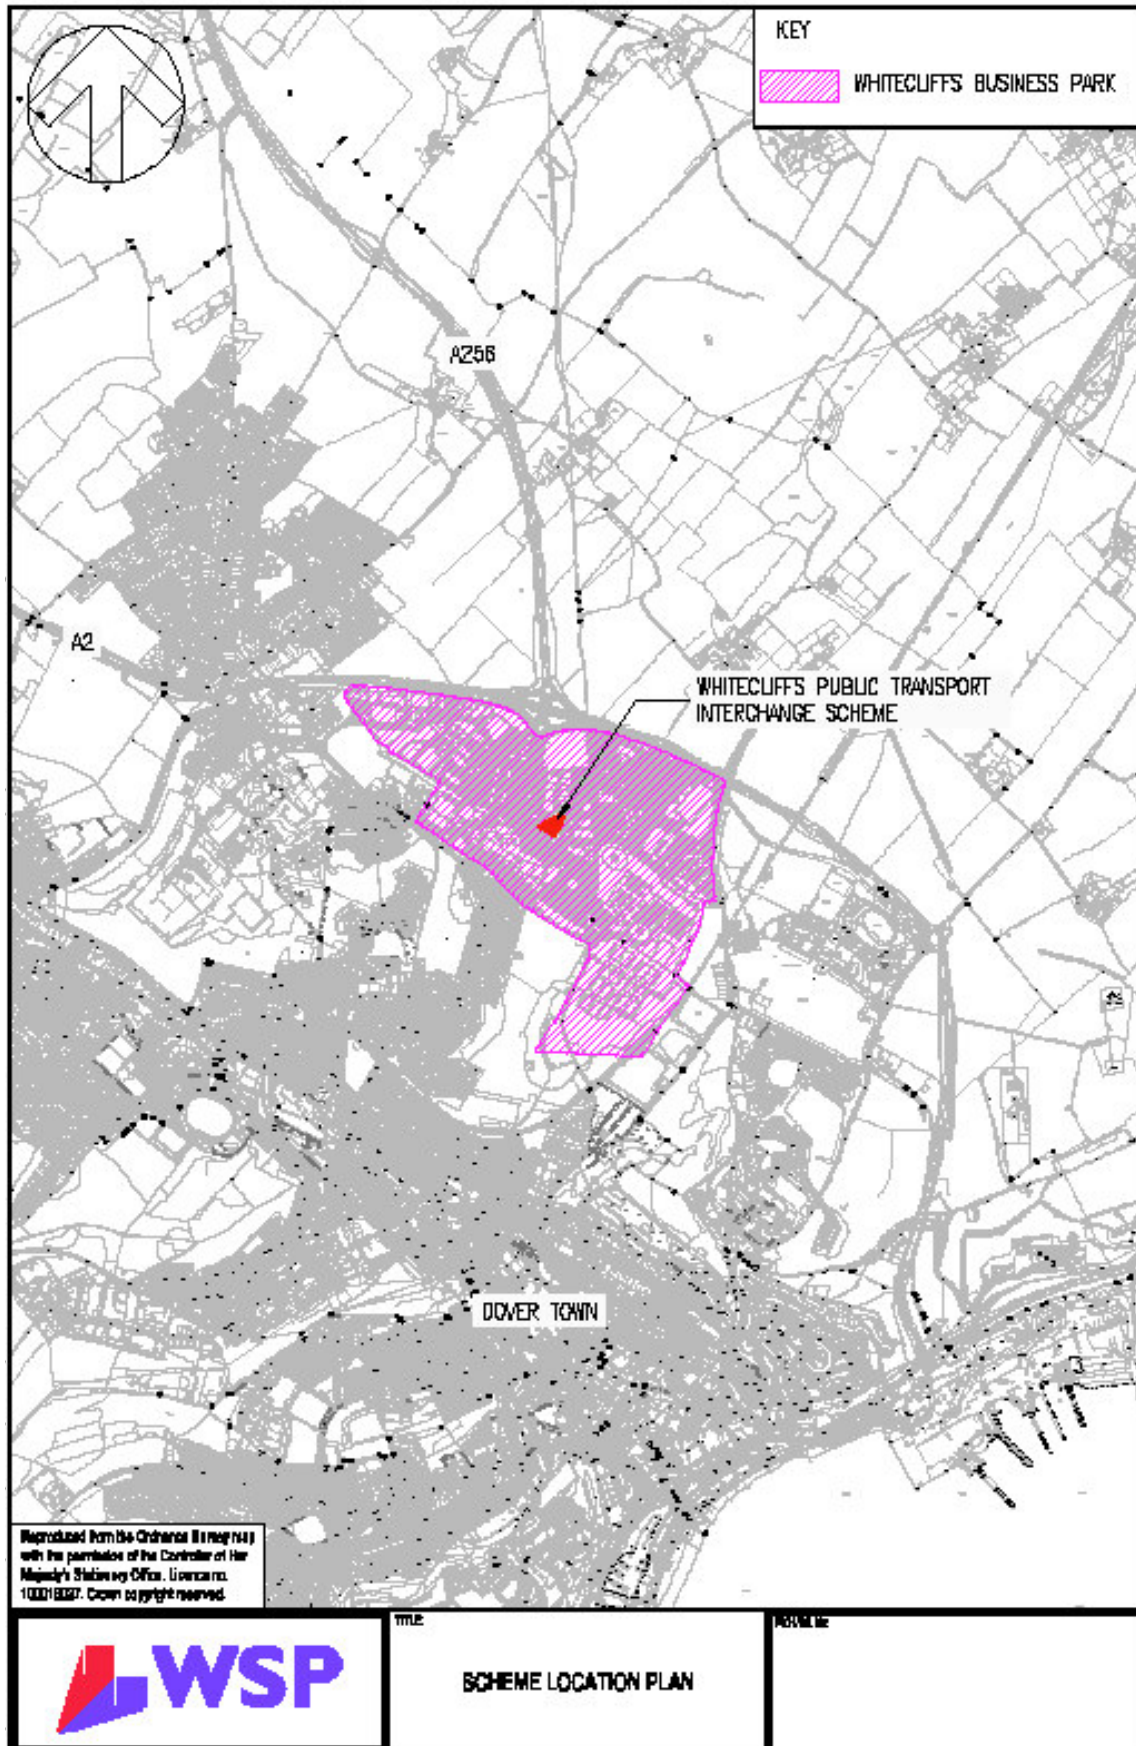 KEY
WHITECLIFFS BUSINESS PARK
A256
A2
WHITECLIFFS PUBLIC TRANSPORT
INTERCHANGE SCHEME
DOVER TOWN
Reproduced from the Ordnance Survey map
with the permission of the Controller of Her
Majesty's Stationery Office. Licence no.
Crown copyright reserved.
WSP
TITLE:
SCHEME LOCATION PLAN